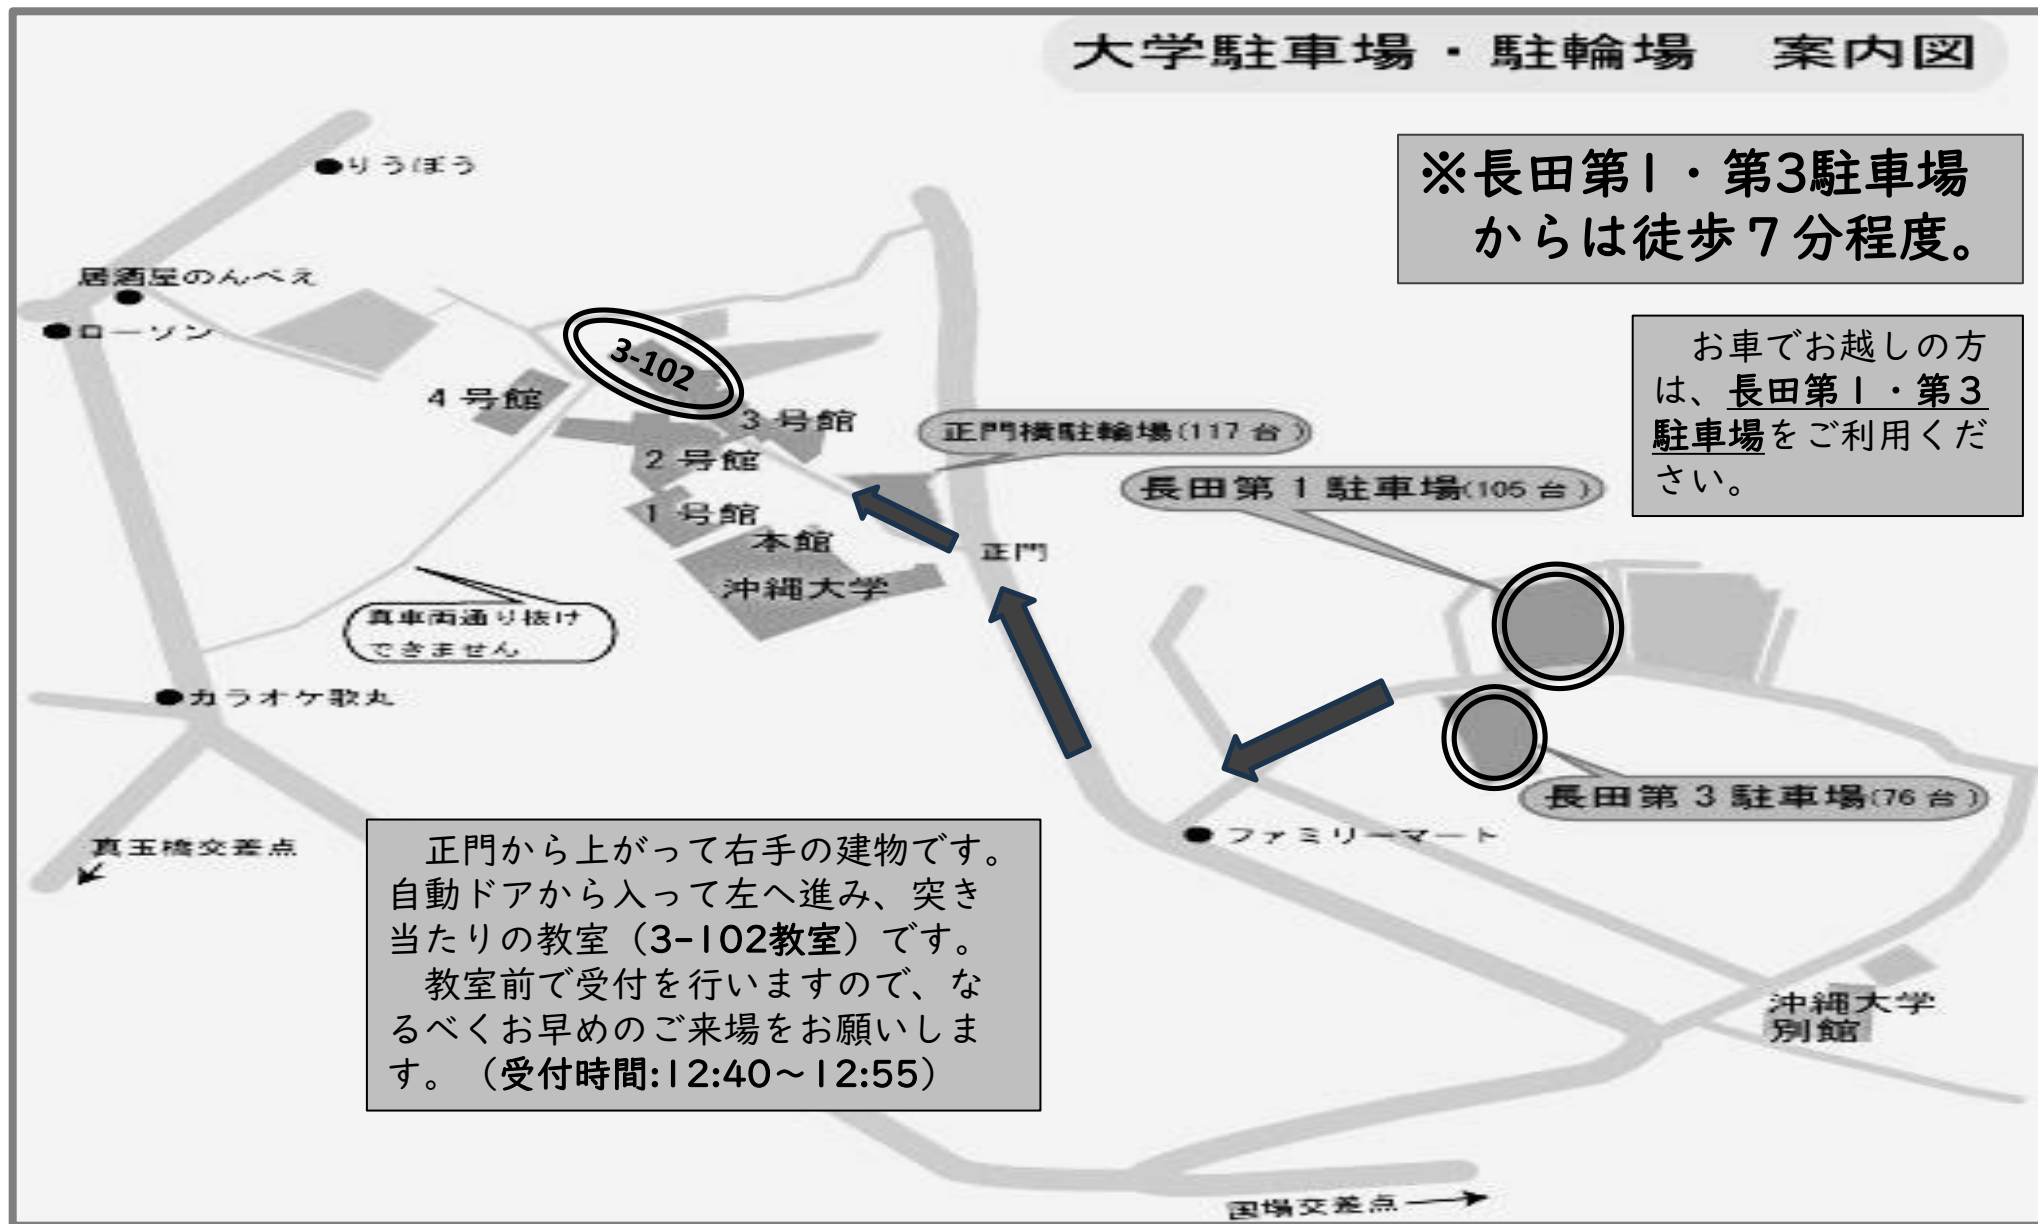 大学駐車場・駐輪場　案内図
※長田第1・第3駐車場
からは徒歩7分程度。
お車でお越しの方
は、長田第1・第3
駐車場をご利用くだ
さい。
りうぼう
居酒屋のんべえ
ローソン
3-102
4号館
3号館
2号館
1号館
本館
沖縄大学
正門横駐輪場(117台)
長田第1駐車場(105台)
正門
真車両通り抜け
できません
カラオケ歌丸
長田第3駐車場(76台)
ファミリーマート
真玉橋交差点
正門から上がって右手の建物です。
自動ドアから入って左へ進み、突き
当たりの教室（3-102教室）です。
教室前で受付を行いますので、な
るべくお早めのご来場をお願いしま
す。（受付時間:12:40～12:55）
沖縄大学
別館
国場交差点